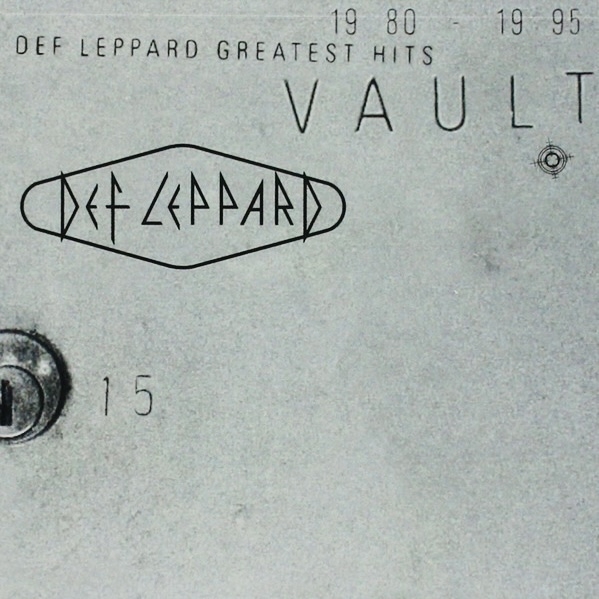 19 80 - 19 95
DEF LEPPARD GREATEST HITS
VAULT
DEF LEPPARD
15